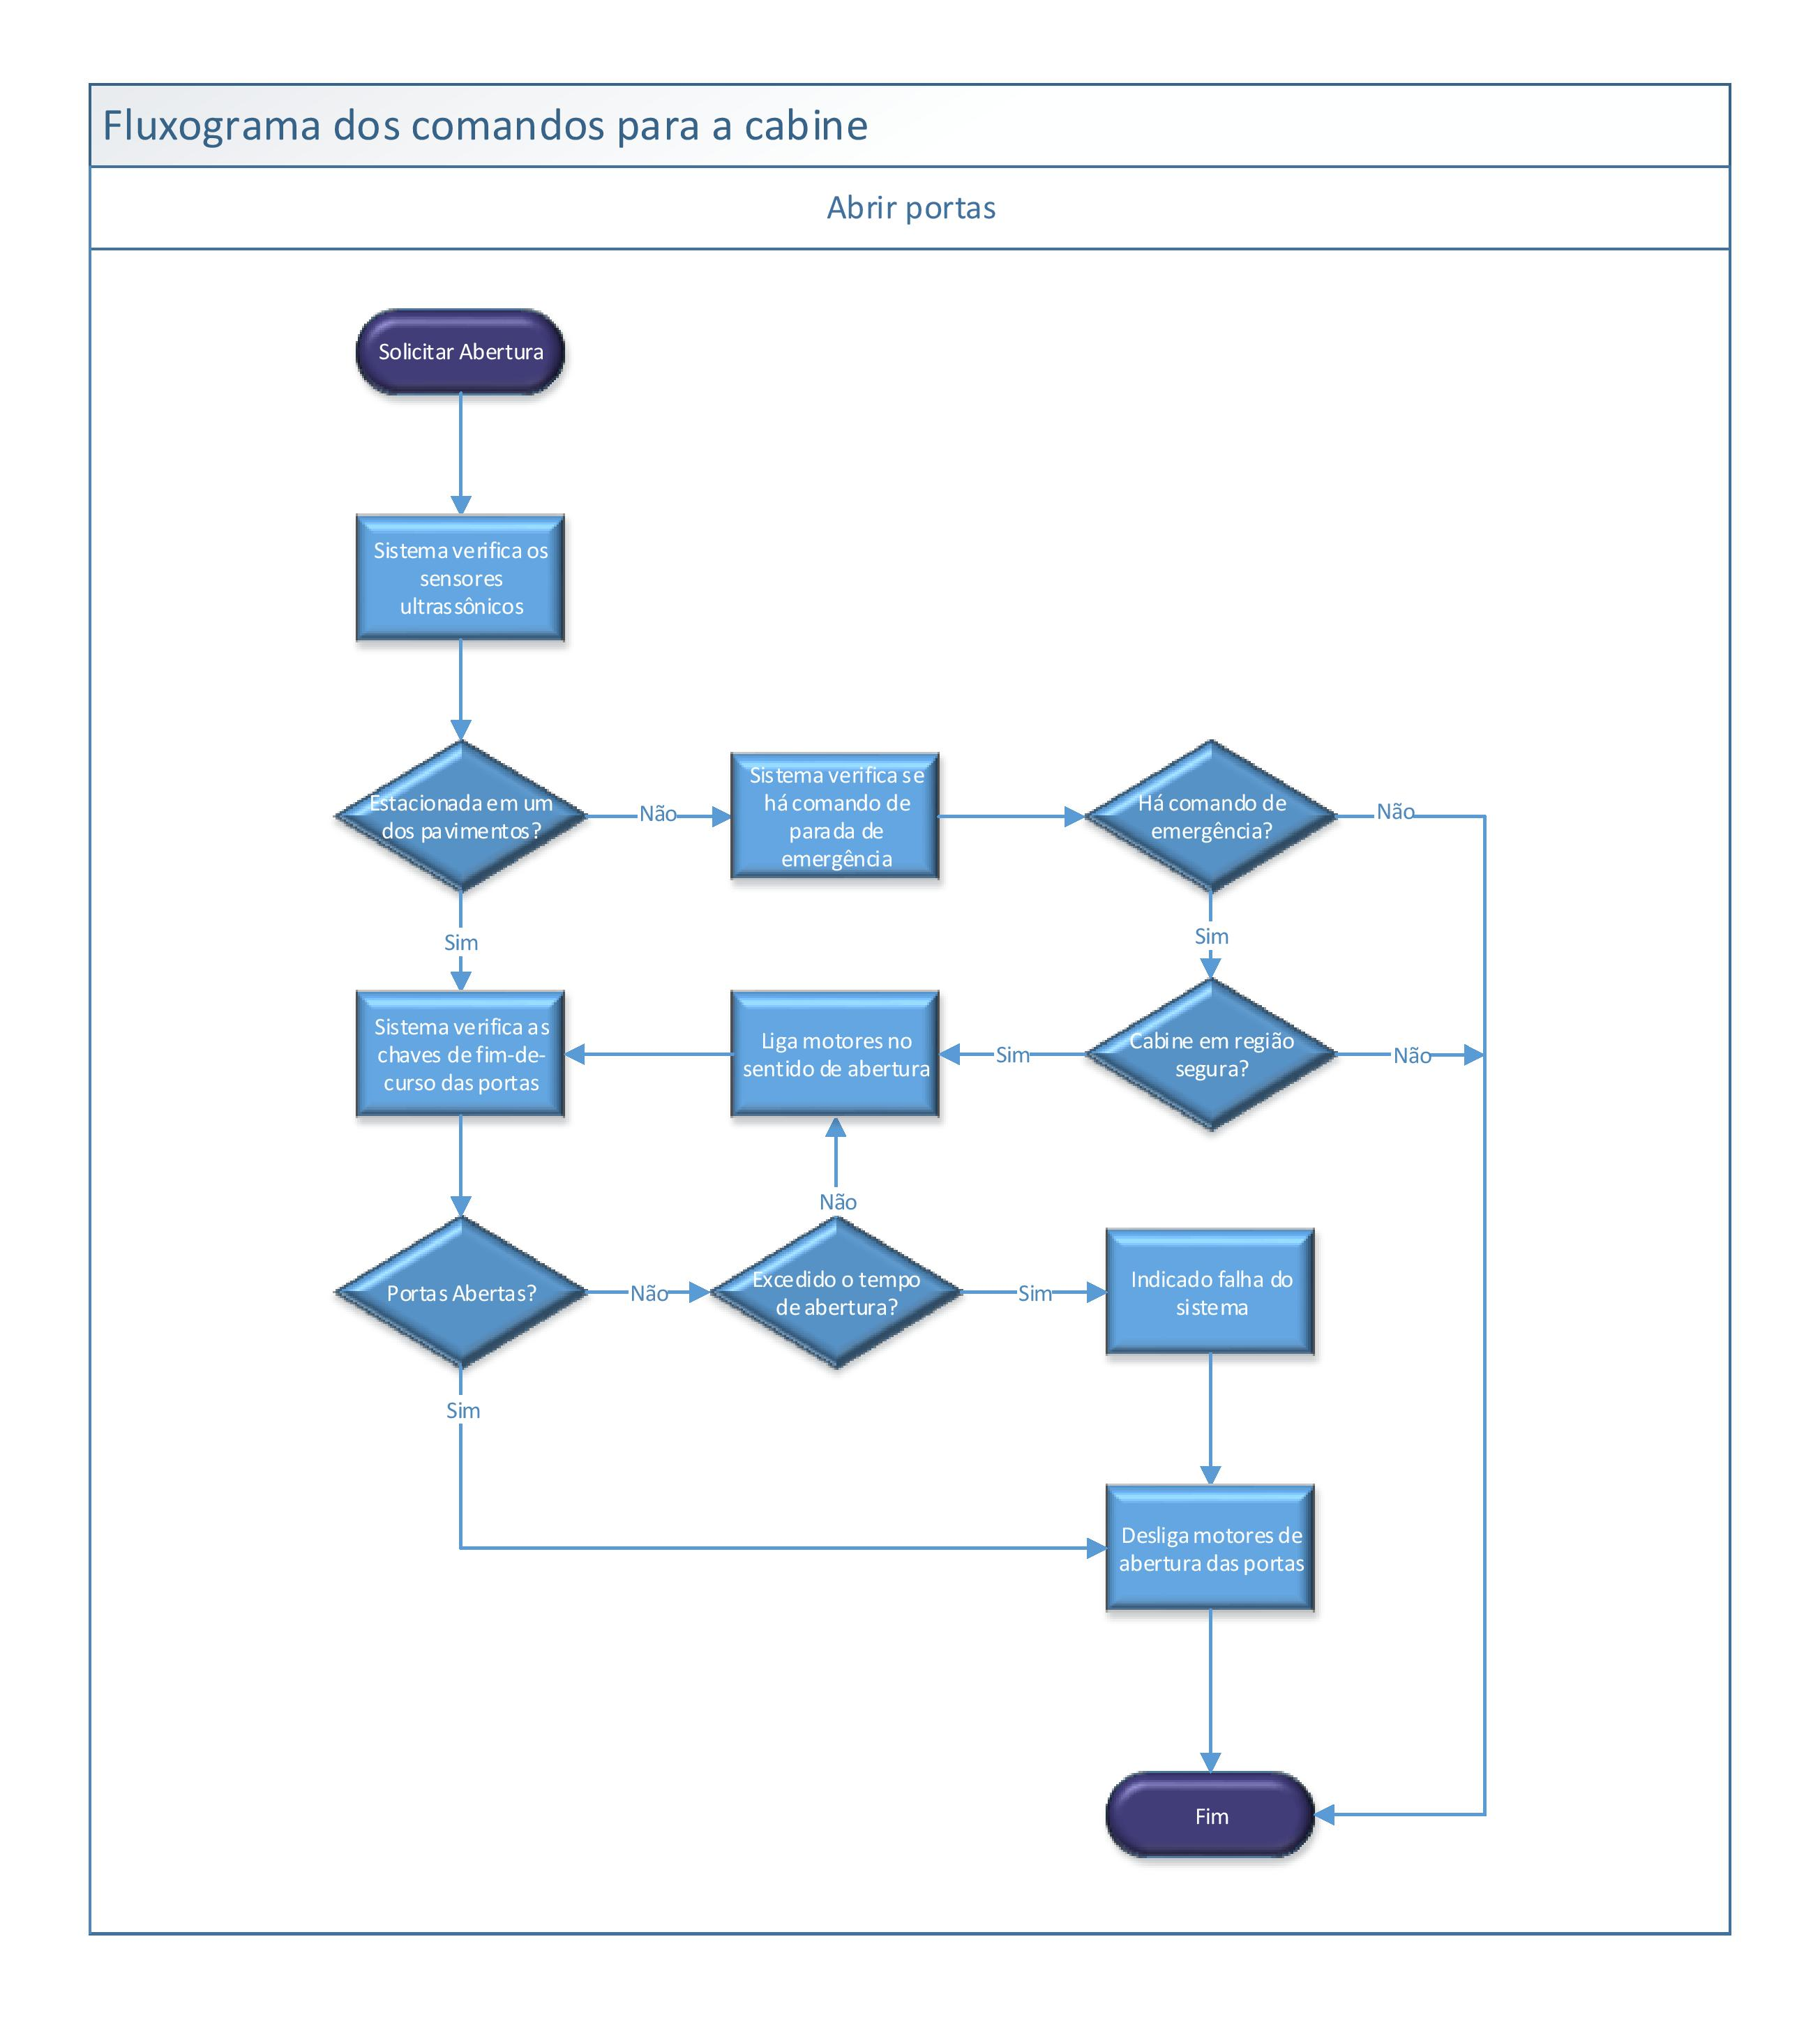 Fluxograma dos comandos para a cabine
Abrir portas
Solicitar Abertura
Sistema verifica os
sensores
ultrassônicos
Estacionada em um
dos pavimentos?
Não
Sistema verifica se
há comando de
parada de
emergência
Há comando de
emergência?
Não
Sim
Sim
Sistema verifica as
chaves de fim-de-
curso das portas
Liga motores no
sentido de abertura
Sim
Cabine em região
segura?
Não
Não
Portas Abertas?
Não
Excedido o tempo
de abertura?
Sim
Indicado falha do
sistema
Sim
Desliga motores de
abertura das portas
Fim